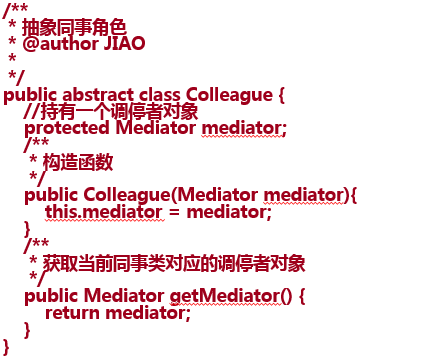 /**
 * 抽象同事角色
 * @author JIAO
 *
 */
public abstract class Colleague {
    //持有一个调停者对象
    protected Mediator mediator;
    /**
     * 构造函数
     */
    public Colleague(Mediator mediator){
        this.mediator = mediator;
    }
    /**
     * 获取当前同事类对应的调停者对象
     */
    public Mediator getMediator() {
        return mediator;
    }
}